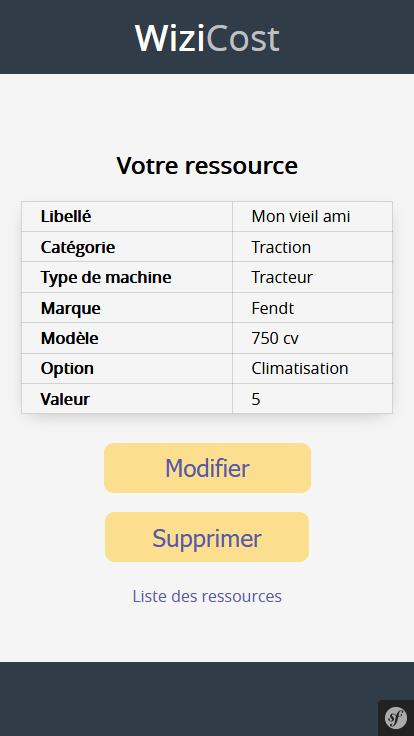 WiziCost
Votre ressource
Libellé Mon vieil ami
Catégorie Traction
Type de machine Tracteur
Marque Fendt
Modèle 750 cv
Option Climatisation
Valeur 5
Modifier
Supprimer
Liste des ressources
sf